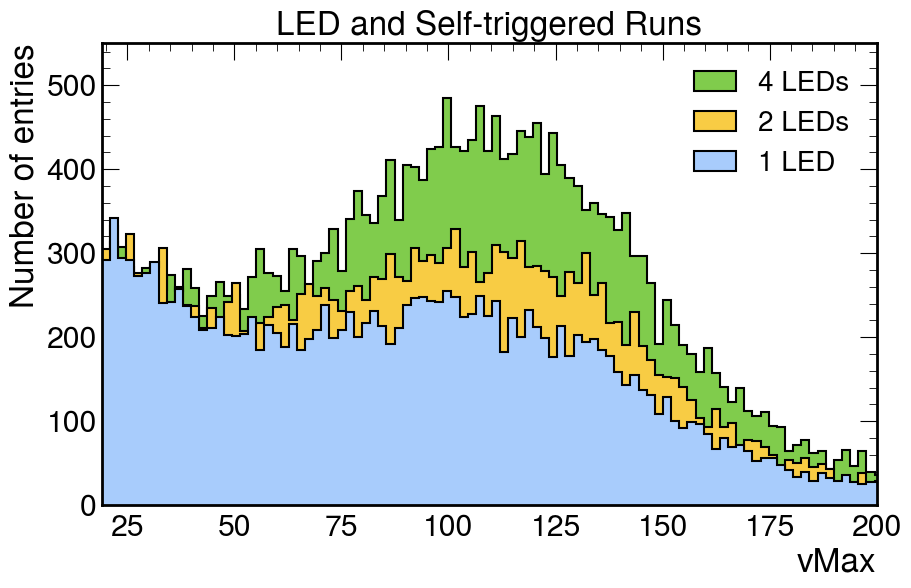 LED and Self-triggered Runs
Number of entries
500
400
300
200
100
0
4 LEDs
2 LEDs
1 LED
25 50 75 100 125 150 175 200
vMax